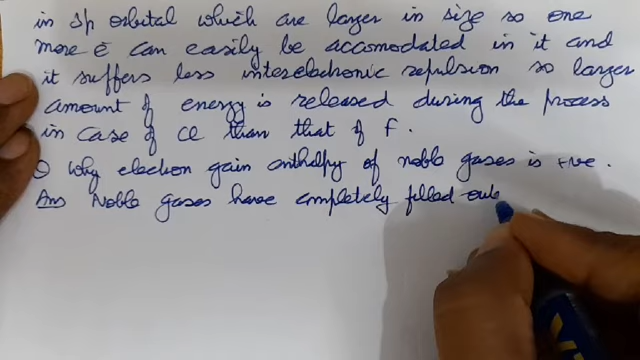 in 3p orbital which are larger in size so one
more e̅ can easily be accomodated in it and
it suffers less interelectronic repulsion so larger
amount of energy is released during the process
in case of Cl than that of F.
Q Why electron gain enthalpy of noble gases is +ve.
Ans Noble gases have completely filled oute